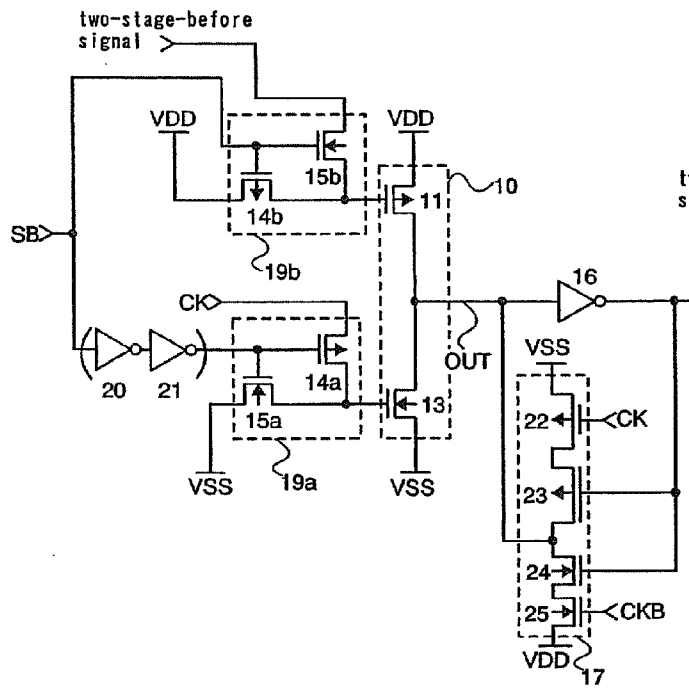 two-stage-before
signal
VDD
VDD
15b
11
10
14b
SB
19b
16
CK
OUT
20
21
14a
VSS
15a
13
22
CK
VSS
19a
VSS
23
24
25
CKB
VDD
17
t
s